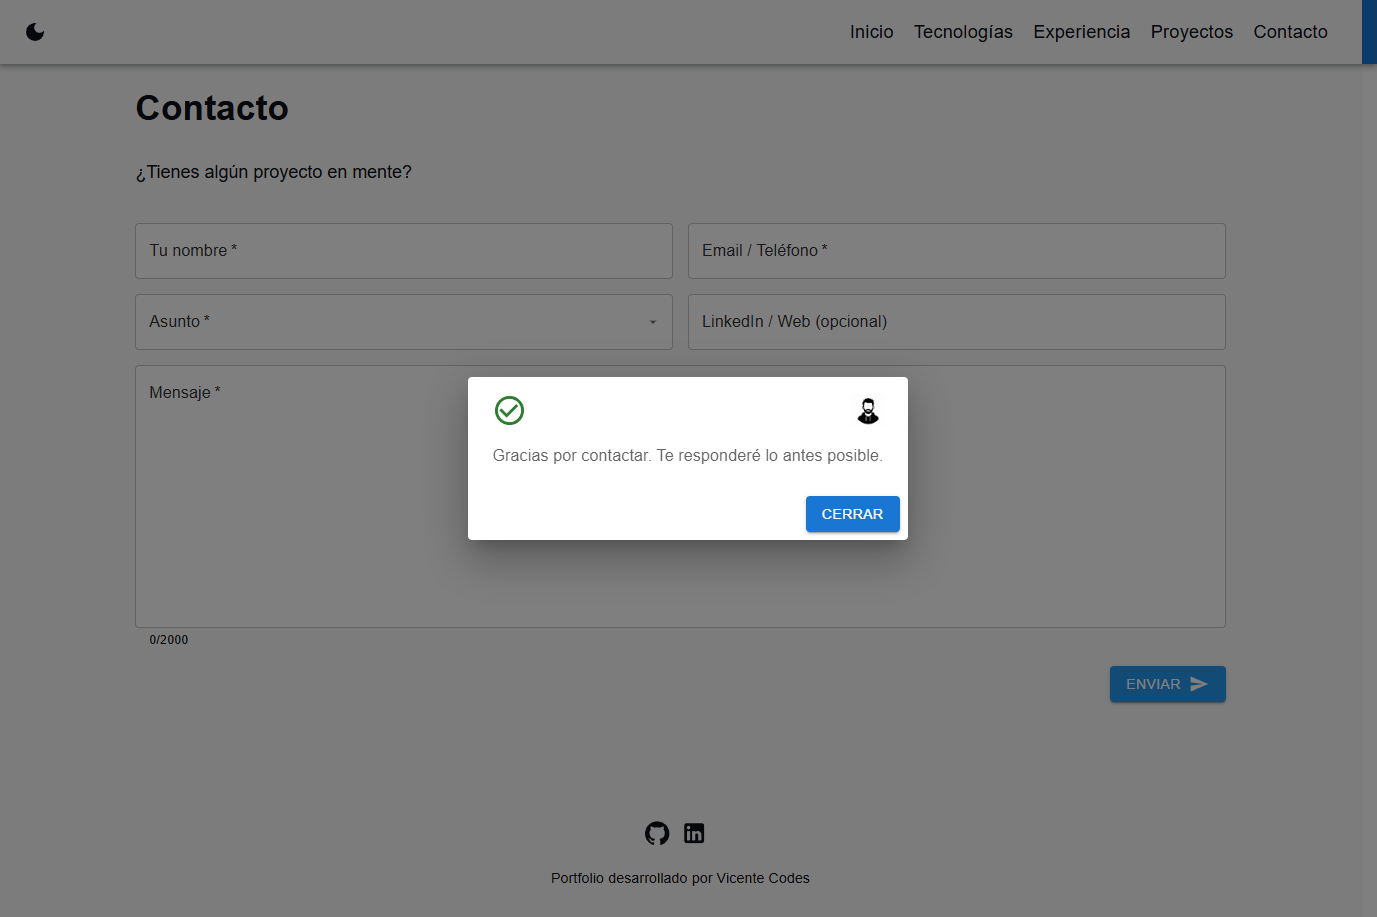 Inicio Tecnologías Experiencia Proyectos Contacto
Contacto
¿Tienes algún proyecto en mente?
Tu nombre *
Email / Teléfono *
Asunto *
LinkedIn / Web (opcional)
Mensaje *
Gracias por contactar. Te responderé lo antes posible.
CERRAR
0/2000
ENVIAR
in
Portfolio desarrollado por Vicente Codes